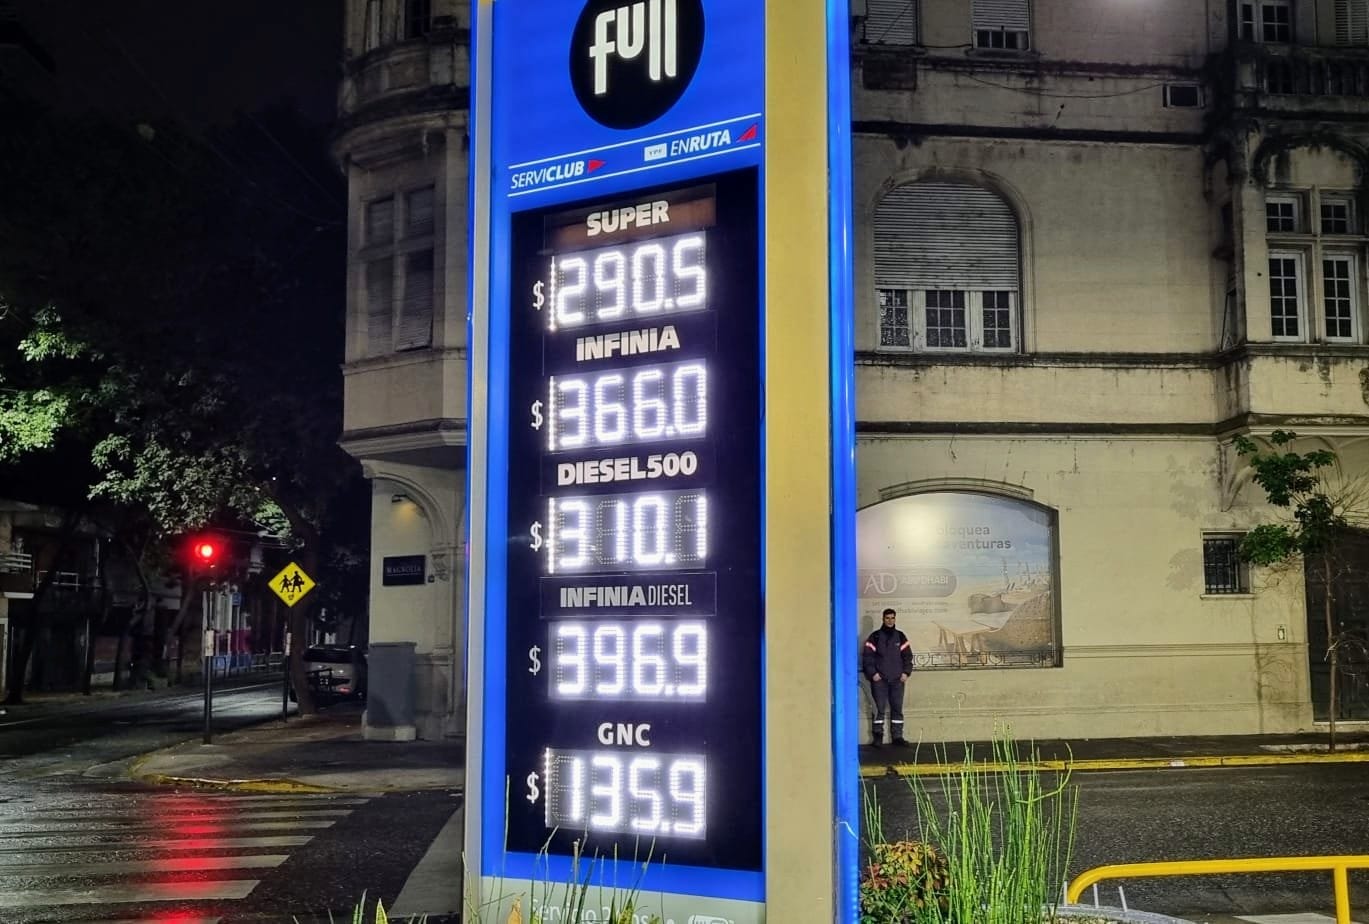 full
SERVICLUB YPF ENRUTA
SUPER
$ 290.5
INFINIA
$ 366.0
DIESEL500
$ 310.1
INFINIA DIESEL
$ 396.9
GNC
$ 135.9
MAGNOLIA
aventuras
AD ABU DHABI